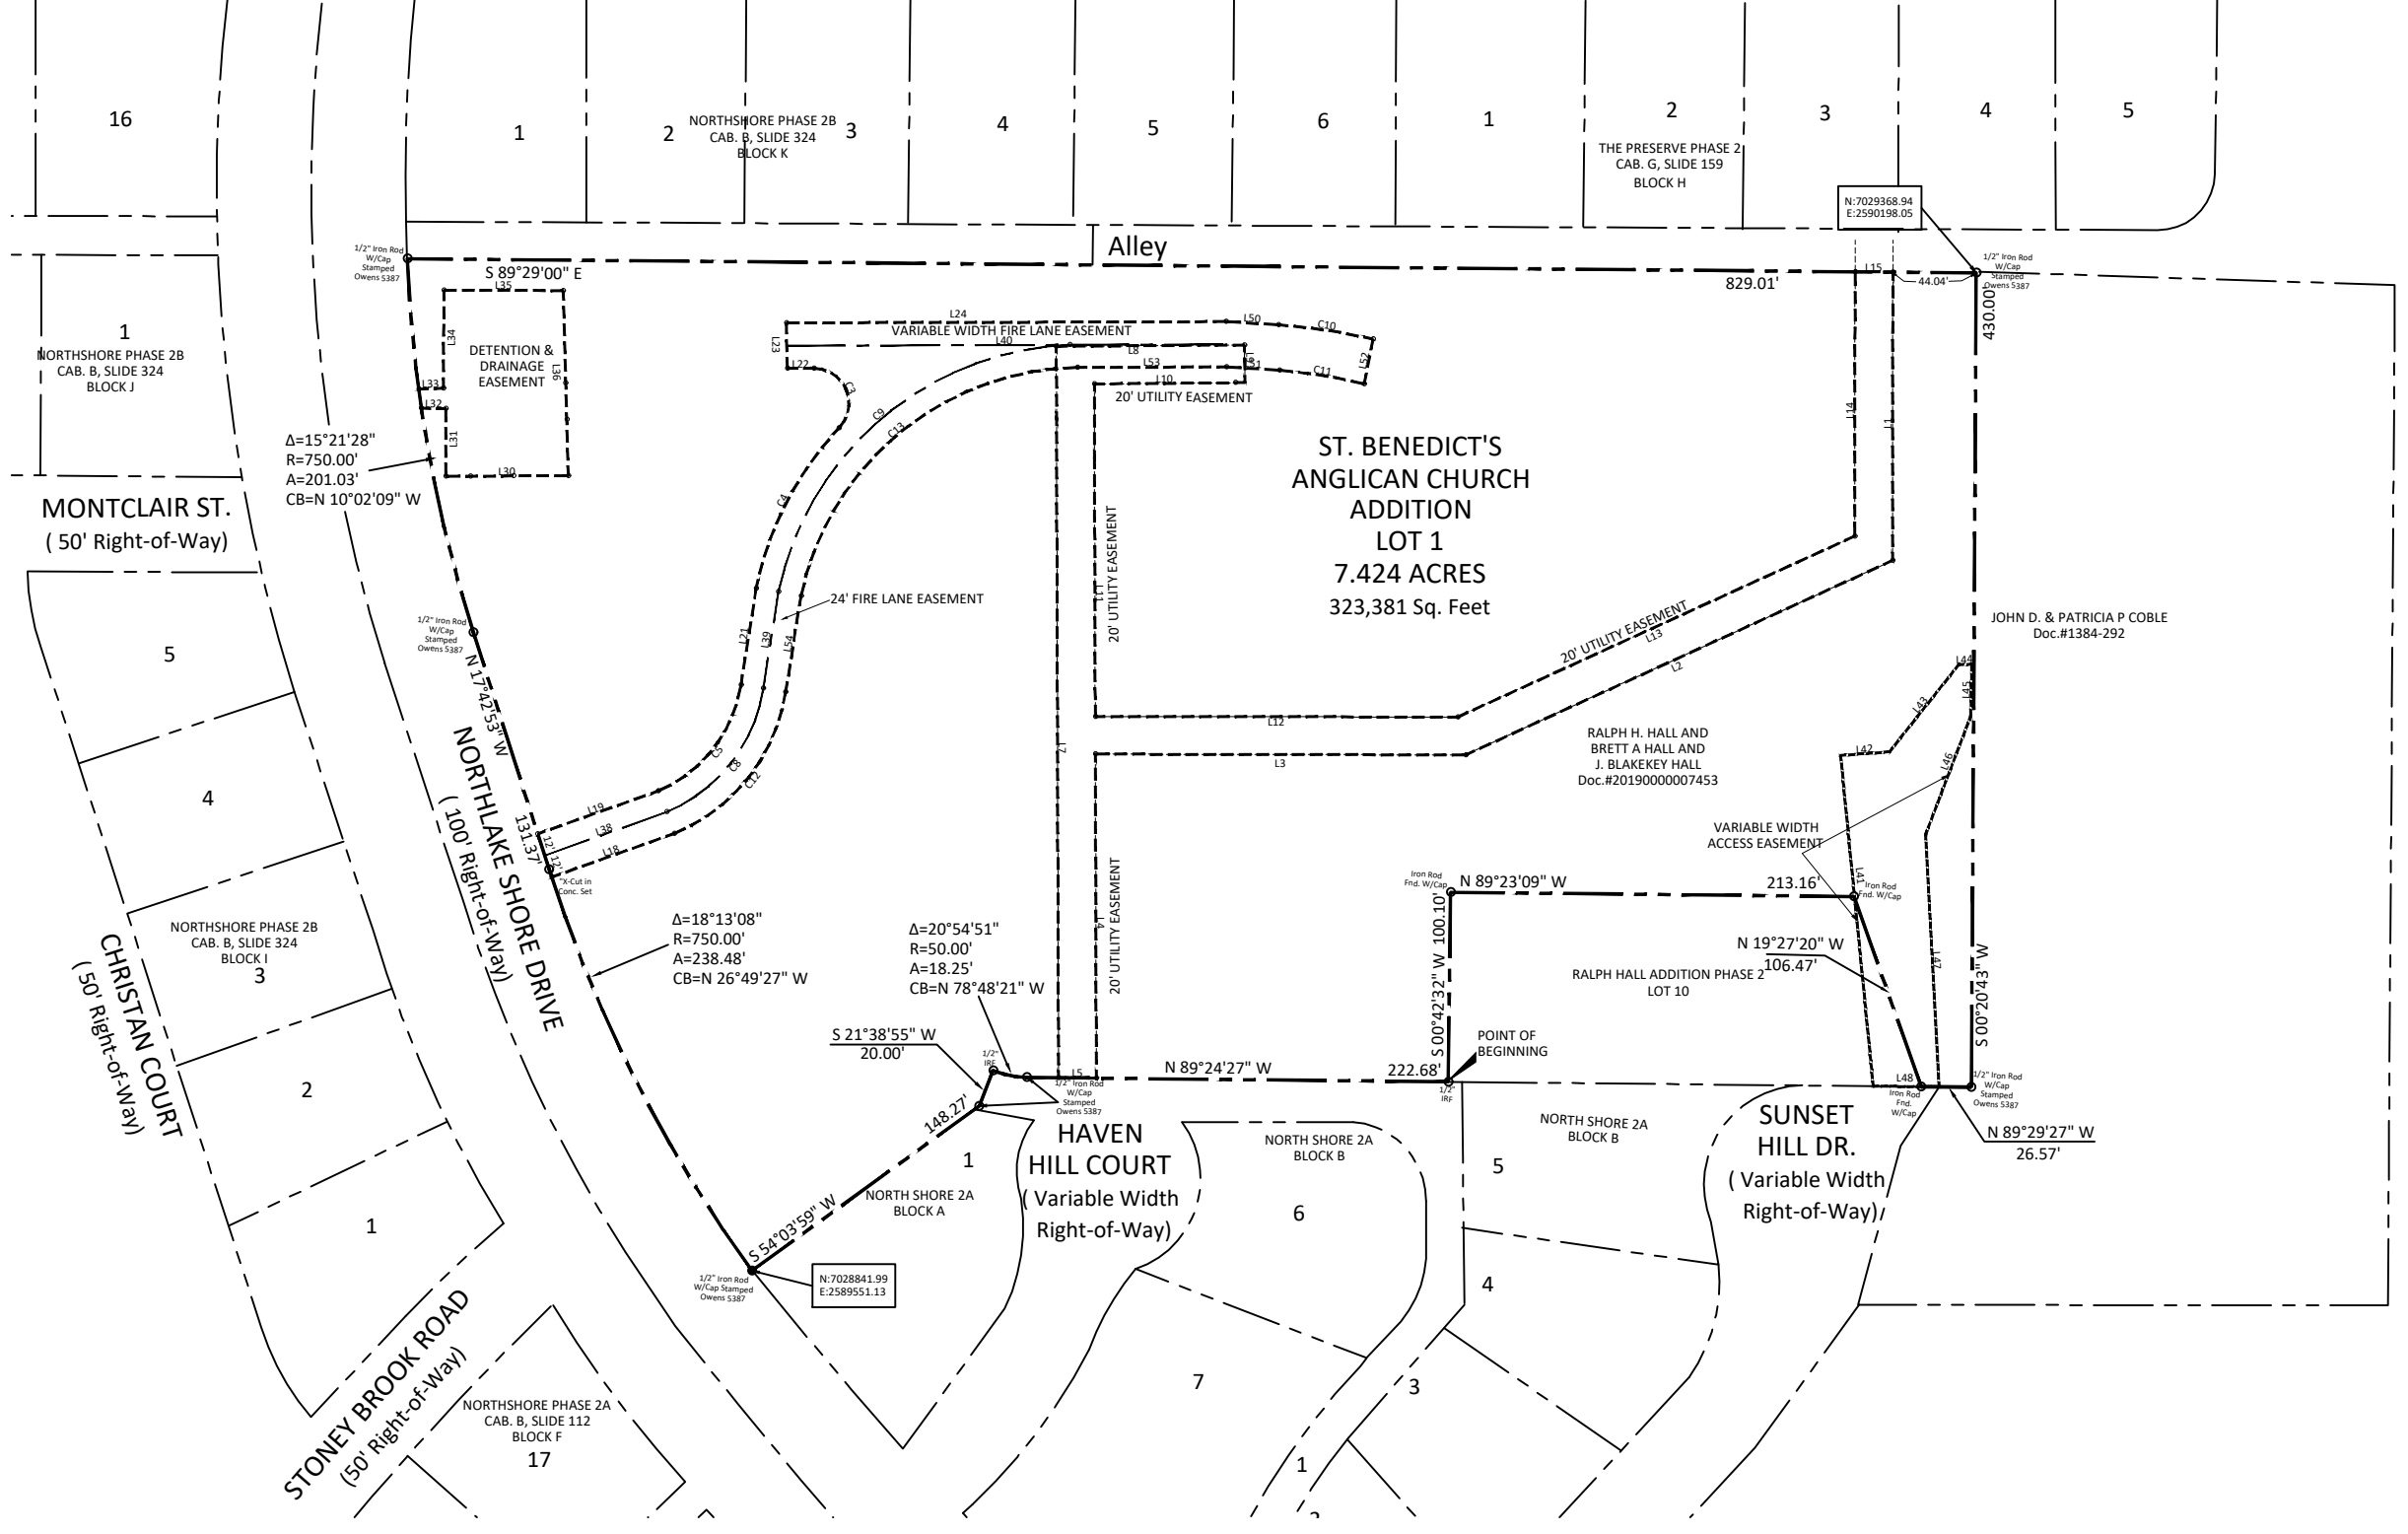 16
1
2
NORTHSHORE PHASE 2B
CAB. B, SLIDE 324
BLOCK K
3
4
5
6
1
2
THE PRESERVE PHASE 2
CAB. G, SLIDE 159
BLOCK H
3
4
5
N:7029368.94
E:2590198.05
Alley
1/2" Iron Rod
W/Cap
Stamped
Owens 5387
S 89°29'00" E
829.01'
L15
44.04'
1/2" Iron Rod
W/Cap
Stamped
Owens 5387
430.00'
L35
L34
DETENTION &
DRAINAGE
EASEMENT
L36
L33
L32
L31
L30
L24
VARIABLE WIDTH FIRE LANE EASEMENT
L40
L23
L22
C3
L50
C10
L8
L53
L51
L52
C11
L10
20' UTILITY EASEMENT
C9
C13
C4
1
NORTHSHORE PHASE 2B
CAB. B, SLIDE 324
BLOCK J
Δ=15°21'28"
R=750.00'
A=201.03'
CB=N 10°02'09" W
MONTCLAIR ST.
( 50' Right-of-Way)
ST. BENEDICT'S
ANGLICAN CHURCH
ADDITION
LOT 1
7.424 ACRES
323,381 Sq. Feet
L14
L1
20' UTILITY EASEMENT
L11
24' FIRE LANE EASEMENT
L21
L39
L54
20' UTILITY EASEMENT
L13
L2
JOHN D. & PATRICIA P COBLE
Doc.#1384-292
L44
L45
L43
L42
L46
1/2" Iron Rod
W/Cap
Stamped
Owens 5387
N 17°42'53" W
131.37'
5
4
L12
L3
L7
C5
C8
C12
L19
L38
L18
12'
12'
"X-Cut in
Conc. Set
NORTHLAKE SHORE DRIVE
( 100' Right-of-Way)
RALPH H. HALL AND
BRETT A HALL AND
J. BLAKEKEY HALL
Doc.#20190000007453
VARIABLE WIDTH
ACCESS EASEMENT
L41
Iron Rod
Fnd. W/Cap
Iron Rod
Fnd. W/Cap
N 89°23'09" W
213.16'
S 00°42'32" W 100.10'
N 19°27'20" W
106.47'
RALPH HALL ADDITION PHASE 2
LOT 10
L47
S 00°20'43" W
NORTHSHORE PHASE 2B
CAB. B, SLIDE 324
BLOCK I
3
CHRISTAN COURT
( 50' Right-of-Way)
Δ=18°13'08"
R=750.00'
A=238.48'
CB=N 26°49'27" W
Δ=20°54'51"
R=50.00'
A=18.25'
CB=N 78°48'21" W
20' UTILITY EASEMENT
L4
S 21°38'55" W
20.00'
1/2"
IRF
L5
1/2" Iron Rod
W/Cap
Stamped
Owens 5387
N 89°24'27" W
222.68'
POINT OF
BEGINNING
1/2"
IRF
L48
Iron Rod
Fnd.
W/Cap
1/2" Iron Rod
W/Cap
Stamped
Owens 5387
N 89°29'27" W
26.57'
2
1
148.27'
S 54°03'59" W
1
NORTH SHORE 2A
BLOCK A
HAVEN
HILL COURT
( Variable Width
Right-of-Way)
NORTH SHORE 2A
BLOCK B
6
NORTH SHORE 2A
BLOCK B
5
SUNSET
HILL DR.
( Variable Width
Right-of-Way)
1/2" Iron Rod
W/Cap Stamped
Owens 5387
N:7028841.99
E:2589551.13
4
7
3
1
STONEY BROOK ROAD
(50' Right-of-Way)
NORTHSHORE PHASE 2A
CAB. B, SLIDE 112
BLOCK F
17